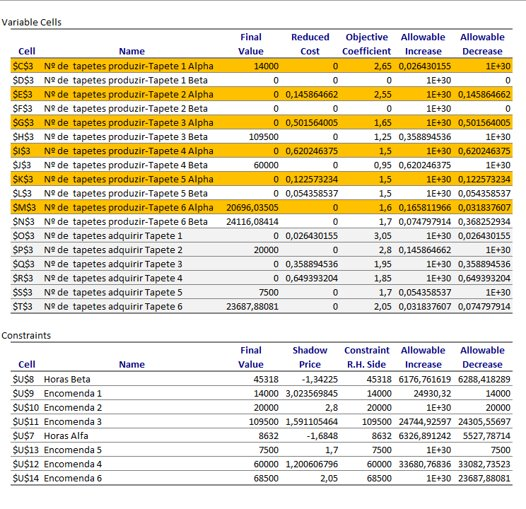 Variable Cells
Final Reduced Objective Allowable Allowable
Cell Name Value Cost Coefficient Increase Decrease
$C$3 Nº de tapetes produzir-Tapete 1 Alpha 14000 0 2,65 0,026430155 1E+30
$D$3 Nº de tapetes produzir-Tapete 1 Beta 0 0 0 1E+30 0
$E$3 Nº de tapetes produzir-Tapete 2 Alpha 0 0,145864662 2,55 1E+30 0,145864662
$F$3 Nº de tapetes produzir-Tapete 2 Beta 0 0 0 1E+30 0
$G$3 Nº de tapetes produzir-Tapete 3 Alpha 0 0,501564005 1,65 1E+30 0,501564005
$H$3 Nº de tapetes produzir-Tapete 3 Beta 109500 0 1,25 0,358894536 1E+30
$I$3 Nº de tapetes produzir-Tapete 4 Alpha 0 0,620246375 1,5 1E+30 0,620246375
$J$3 Nº de tapetes produzir-Tapete 4 Beta 60000 0 0,95 0,620246375 1E+30
$K$3 Nº de tapetes produzir-Tapete 5 Alpha 0 0,122573234 1,5 1E+30 0,122573234
$L$3 Nº de tapetes produzir-Tapete 5 Beta 0 0,054358537 1,5 1E+30 0,054358537
$M$3 Nº de tapetes produzir-Tapete 6 Alpha 20696,03505 0 1,6 0,165811966 0,031837607
$N$3 Nº de tapetes produzir-Tapete 6 Beta 24116,08414 0 1,7 0,074797914 0,368252934
$O$3 Nº de tapetes adquirir Tapete 1 0 0,026430155 3,05 1E+30 0,026430155
$P$3 Nº de tapetes adquirir Tapete 2 20000 0 2,8 0,145864662 1E+30
$Q$3 Nº de tapetes adquirir Tapete 3 0 0,358894536 1,95 1E+30 0,358894536
$R$3 Nº de tapetes adquirir Tapete 4 0 0,649393204 1,85 1E+30 0,649393204
$S$3 Nº de tapetes adquirir Tapete 5 7500 0 1,7 0,054358537 1E+30
$T$3 Nº de tapetes adquirir Tapete 6 23687,88081 0 2,05 0,031837607 0,074797914
Constraints
Final Shadow Constraint Allowable Allowable
Cell Name Value Price R.H. Side Increase Decrease
$U$8 Horas Beta 45318 -1,34225 45318 6176,761619 6288,418289
$U$9 Encomenda 1 14000 3,023569845 14000 24930,32 14000
$U$10 Encomenda 2 20000 2,8 20000 1E+30 20000
$U$11 Encomenda 3 109500 1,591105464 109500 24744,92597 24305,55697
$U$7 Horas Alfa 8632 -1,6848 8632 6326,891242 5527,78714
$U$13 Encomenda 5 7500 1,7 7500 1E+30 7500
$U$12 Encomenda 4 60000 1,200606796 60000 33680,76836 33082,73523
$U$14 Encomenda 6 68500 2,05 68500 1E+30 23687,88081